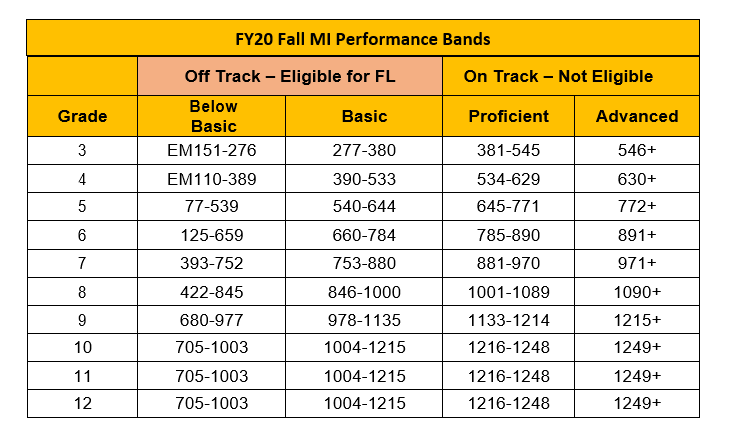 FY20 Fall MI Performance Bands
Off Track – Eligible for FL On Track – Not Eligible
Grade Below Basic Basic Proficient Advanced
3 EM151-276 277-380 381-545 546+
4 EM110-389 390-533 534-629 630+
5 77-539 540-644 645-771 772+
6 125-659 660-784 785-890 891+
7 393-752 753-880 881-970 971+
8 422-845 846-1000 1001-1089 1090+
9 680-977 978-1135 1133-1214 1215+
10 705-1003 1004-1215 1216-1248 1249+
11 705-1003 1004-1215 1216-1248 1249+
12 705-1003 1004-1215 1216-1248 1249+